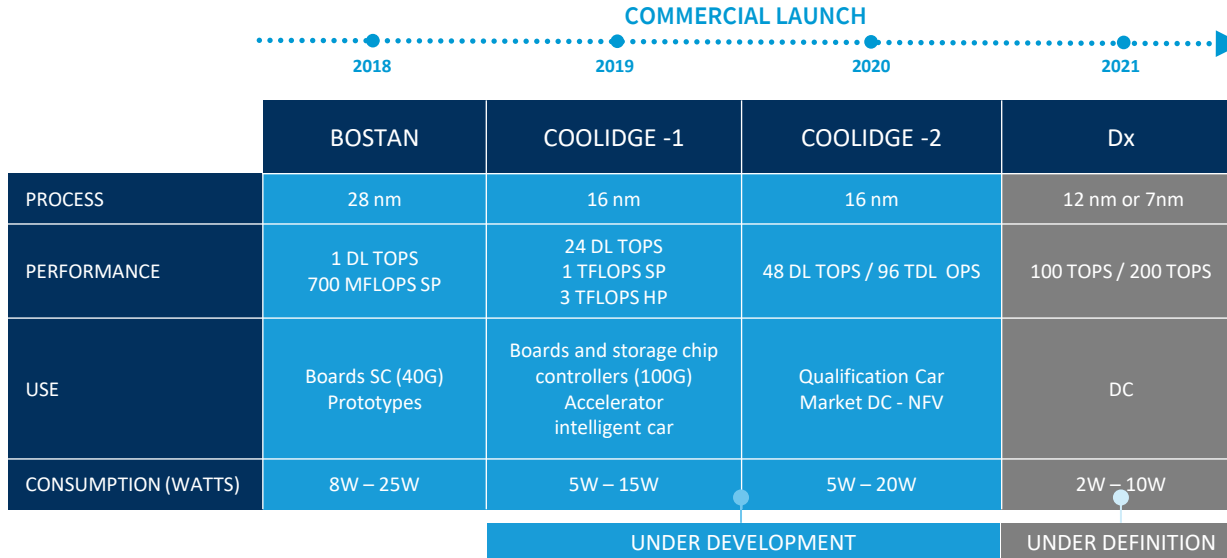 COMMERCIAL LAUNCH
2018 2019 2020 2021
BOSTAN COOLIDGE -1 COOLIDGE -2 Dx
PROCESS 28 nm 16 nm 16 nm 12 nm or 7nm
PERFORMANCE
1 DL TOPS
700 MFLOPS SP
24 DL TOPS
1 TFLOPS SP
3 TFLOPS HP
48 DL TOPS / 96 TDL OPS
100 TOPS / 200 TOPS
USE
Boards SC (40G)
Prototypes
Boards and storage chip
controllers (100G)
Accelerator
intelligent car
Qualification Car
Market DC - NFV
DC
CONSUMPTION (WATTS) 8W – 25W 5W – 15W 5W – 20W 2W – 10W
UNDER DEVELOPMENT UNDER DEFINITION